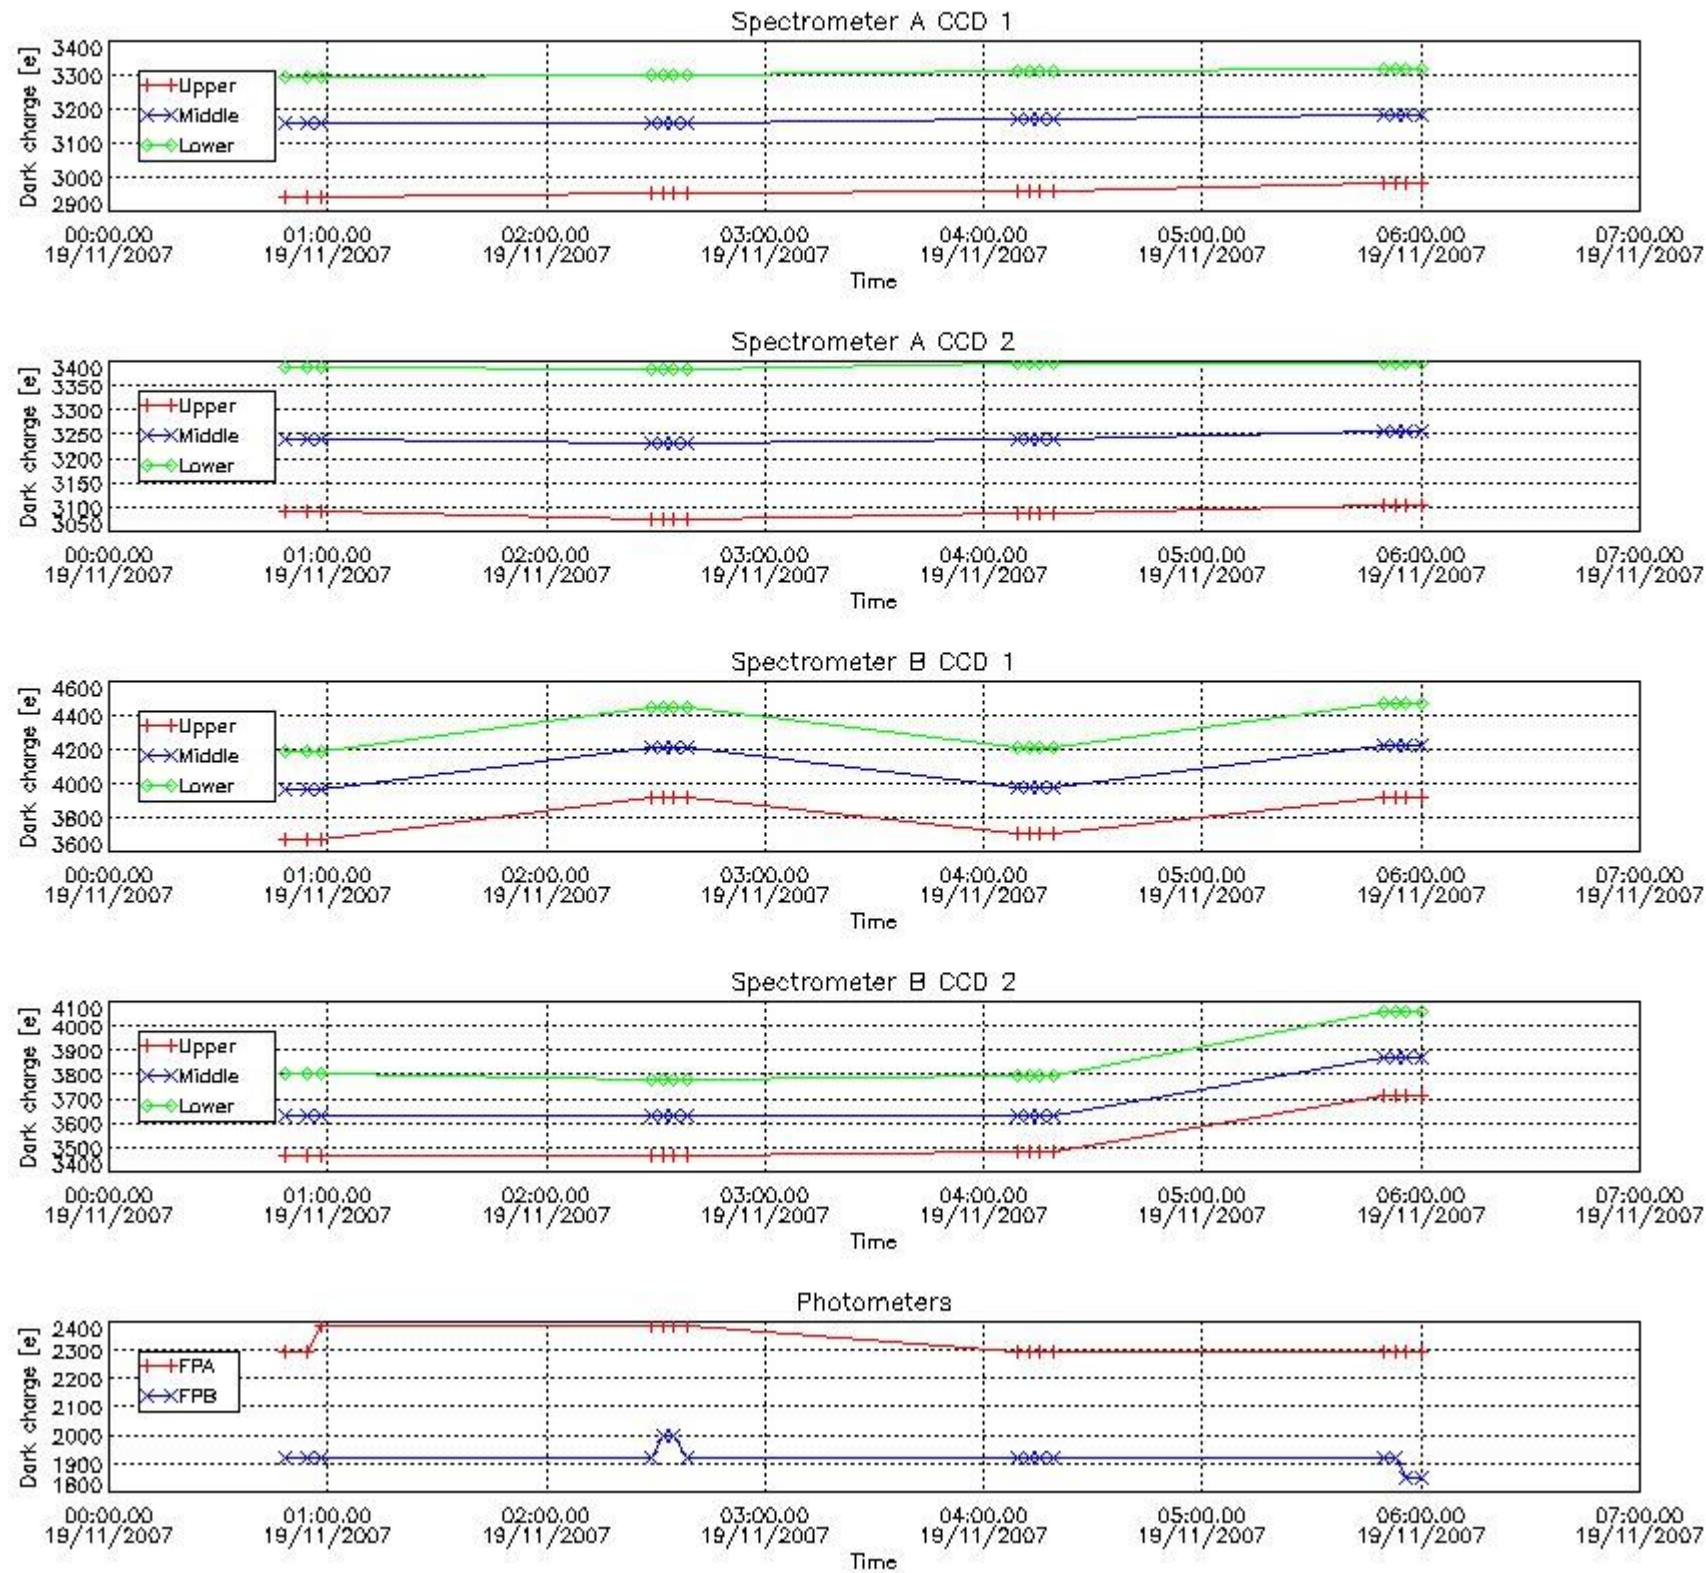 Spectrometer A CCD 1
Dark charge [e]
3400
3300
3200
3100
3000
2900
Upper
Middle
Lower
00:00.00 01:00.00 02:00.00 03:00.00 04:00.00 05:00.00 06:00.00 07:00.00
19/11/2007 19/11/2007 19/11/2007 19/11/2007 19/11/2007 19/11/2007 19/11/2007 19/11/2007
Time
Spectrometer A CCD 2
Dark charge [e]
3400
3350
3300
3250
3200
3150
3100
3050
Upper
Middle
Lower
00:00.00 01:00.00 02:00.00 03:00.00 04:00.00 05:00.00 06:00.00 07:00.00
19/11/2007 19/11/2007 19/11/2007 19/11/2007 19/11/2007 19/11/2007 19/11/2007 19/11/2007
Time
Spectrometer B CCD 1
Dark charge [e]
4600
4400
4200
4000
3800
3600
Upper
Middle
Lower
00:00.00 01:00.00 02:00.00 03:00.00 04:00.00 05:00.00 06:00.00 07:00.00
19/11/2007 19/11/2007 19/11/2007 19/11/2007 19/11/2007 19/11/2007 19/11/2007 19/11/2007
Time
Spectrometer B CCD 2
Dark charge [e]
4100
4000
3900
3800
3700
3600
3500
3400
Upper
Middle
Lower
00:00.00 01:00.00 02:00.00 03:00.00 04:00.00 05:00.00 06:00.00 07:00.00
19/11/2007 19/11/2007 19/11/2007 19/11/2007 19/11/2007 19/11/2007 19/11/2007 19/11/2007
Time
Photometers
Dark charge [e]
2400
2300
2200
2100
2000
1900
1800
FPA
FPB
00:00.00 01:00.00 02:00.00 03:00.00 04:00.00 05:00.00 06:00.00 07:00.00
19/11/2007 19/11/2007 19/11/2007 19/11/2007 19/11/2007 19/11/2007 19/11/2007 19/11/2007
Time